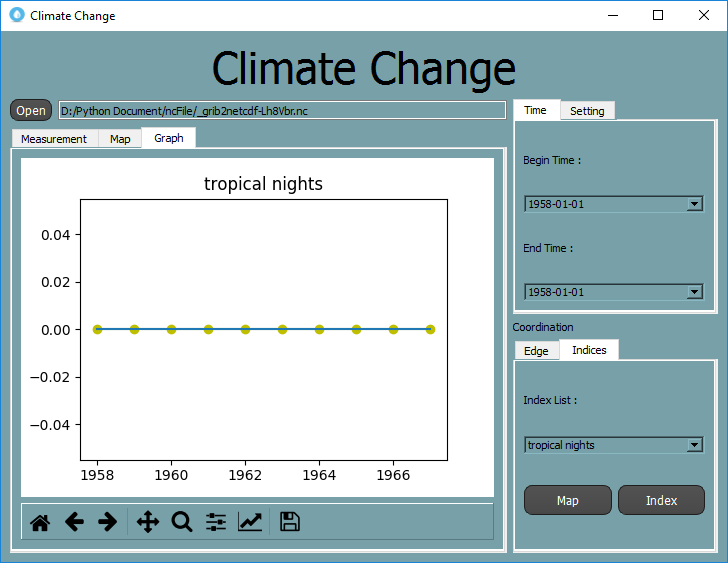 Climate Change
Climate Change
Open D:/Python Document/ncFile/_grib2netcdf-Lh8Vbr.nc
Measurement Map Graph
tropical nights
0.04
0.02
0.00
−0.02
−0.04
1958 1960 1962 1964 1966
Time Setting
Begin Time :
1958-01-01
End Time :
1958-01-01
Coordination
Edge Indices
Index List :
tropical nights
Map Index